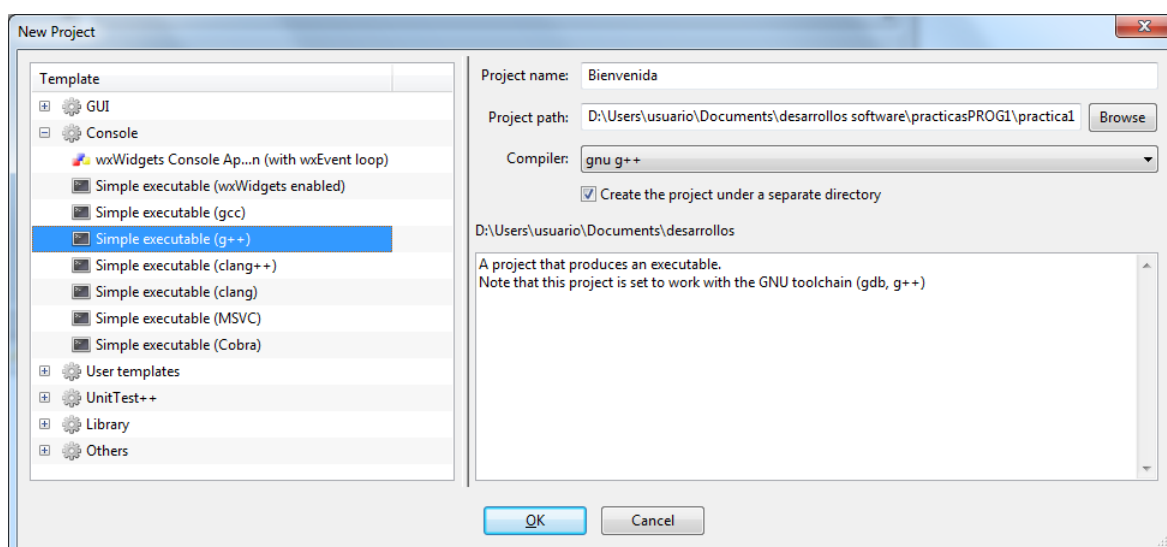 New Project
Template
GUI
Console
wxWidgets Console Ap...n (with wxEvent loop)
Simple executable (wxWidgets enabled)
Simple executable (gcc)
Simple executable (g++)
Simple executable (clang++)
Simple executable (clang)
Simple executable (MSVC)
Simple executable (Cobra)
User templates
UnitTest++
Library
Others
Project name: Bienvenida
Project path: D:\Users\usuario\Documents\desarrollos software\practicasPROG1\practica1 Browse
Compiler: gnu g++
Create the project under a separate directory
D:\Users\usuario\Documents\desarrollos
A project that produces an executable.
Note that this project is set to work with the GNU toolchain (gdb, g++)
OK Cancel